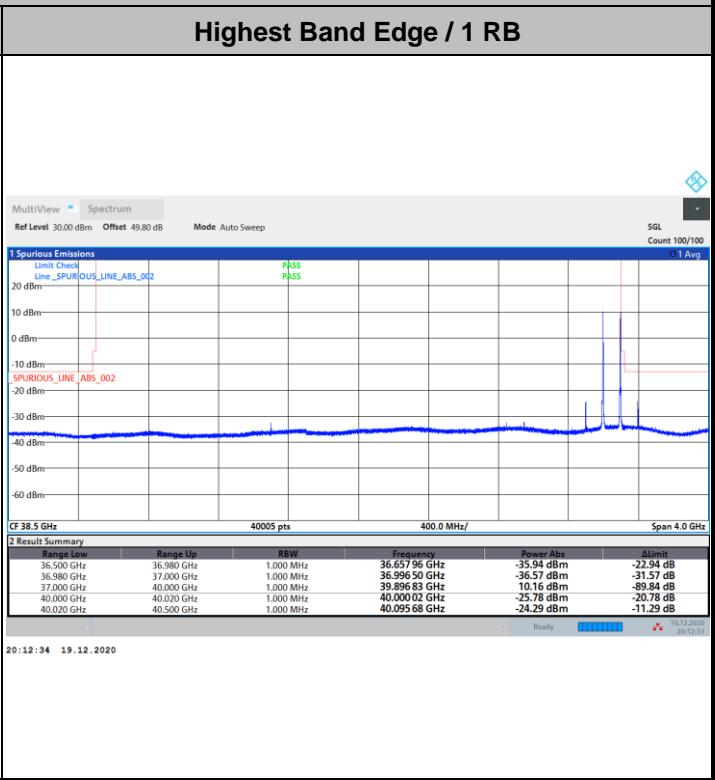 Highest Band Edge / 1 RB
MultiView Spectrum
Ref Level 30.00 dBm Offset 49.80 dB Mode Auto Sweep SGL
Count 100/100
1 Spurious Emissions 1 Avg
Limit Check PASS
Line _SPURIOUS_LINE_ABS_002 PASS
20 dBm
10 dBm
0 dBm
-10 dBm
_SPURIOUS_LINE_ABS_002
-20 dBm
-30 dBm
-40 dBm
-50 dBm
-60 dBm
CF 38.5 GHz 40005 pts 400.0 MHz/ Span 4.0 GHz
2 Result Summary
Range Low Range Up RBW Frequency Power Abs ΔLimit
36.500 GHz 36.980 GHz 1.000 MHz 36.657 96 GHz -35.94 dBm -22.94 dB
36.980 GHz 37.000 GHz 1.000 MHz 36.996 50 GHz -36.57 dBm -31.57 dB
37.000 GHz 40.000 GHz 1.000 MHz 39.896 83 GHz 10.16 dBm -89.84 dB
40.000 GHz 40.020 GHz 1.000 MHz 40.000 02 GHz -25.78 dBm -20.78 dB
40.020 GHz 40.500 GHz 1.000 MHz 40.095 68 GHz -24.29 dBm -11.29 dB
Ready 19.12.2020
20:12:33
20:12:34 19.12.2020